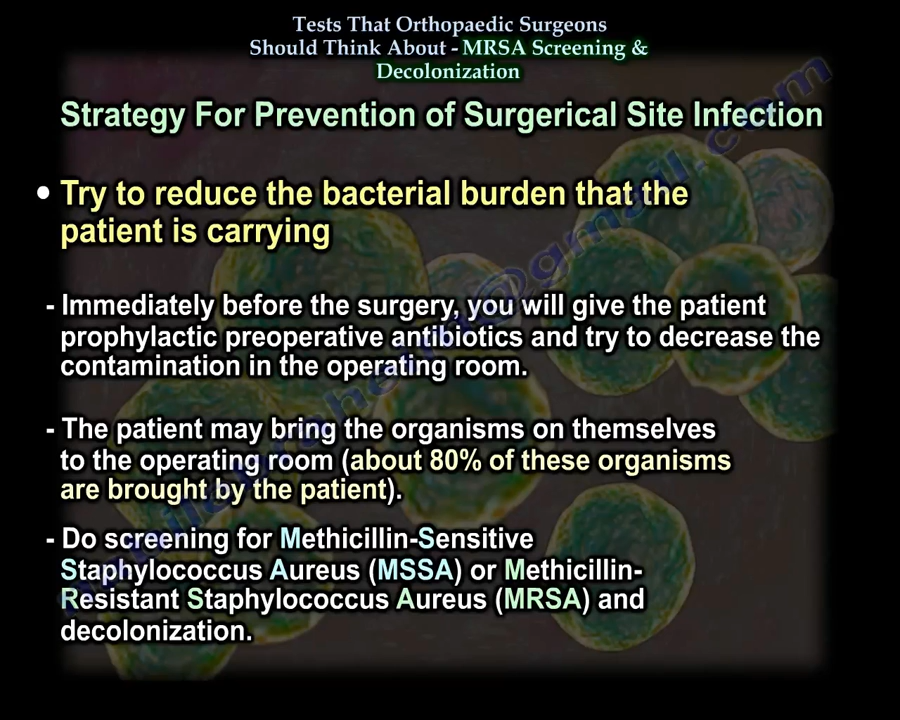 Tests That Orthopaedic Surgeons
Should Think About - MRSA Screening &
Decolonization
Strategy For Prevention of Surgerical Site Infection
• Try to reduce the bacterial burden that the
patient is carrying
- Immediately before the surgery, you will give the patient
prophylactic preoperative antibiotics and try to decrease the
contamination in the operating room.
- The patient may bring the organisms on themselves
to the operating room (about 80% of these organisms
are brought by the patient).
- Do screening for Methicillin-Sensitive
Staphylococcus Aureus (MSSA) or Methicillin-
Resistant Staphylococcus Aureus (MRSA) and
decolonization.